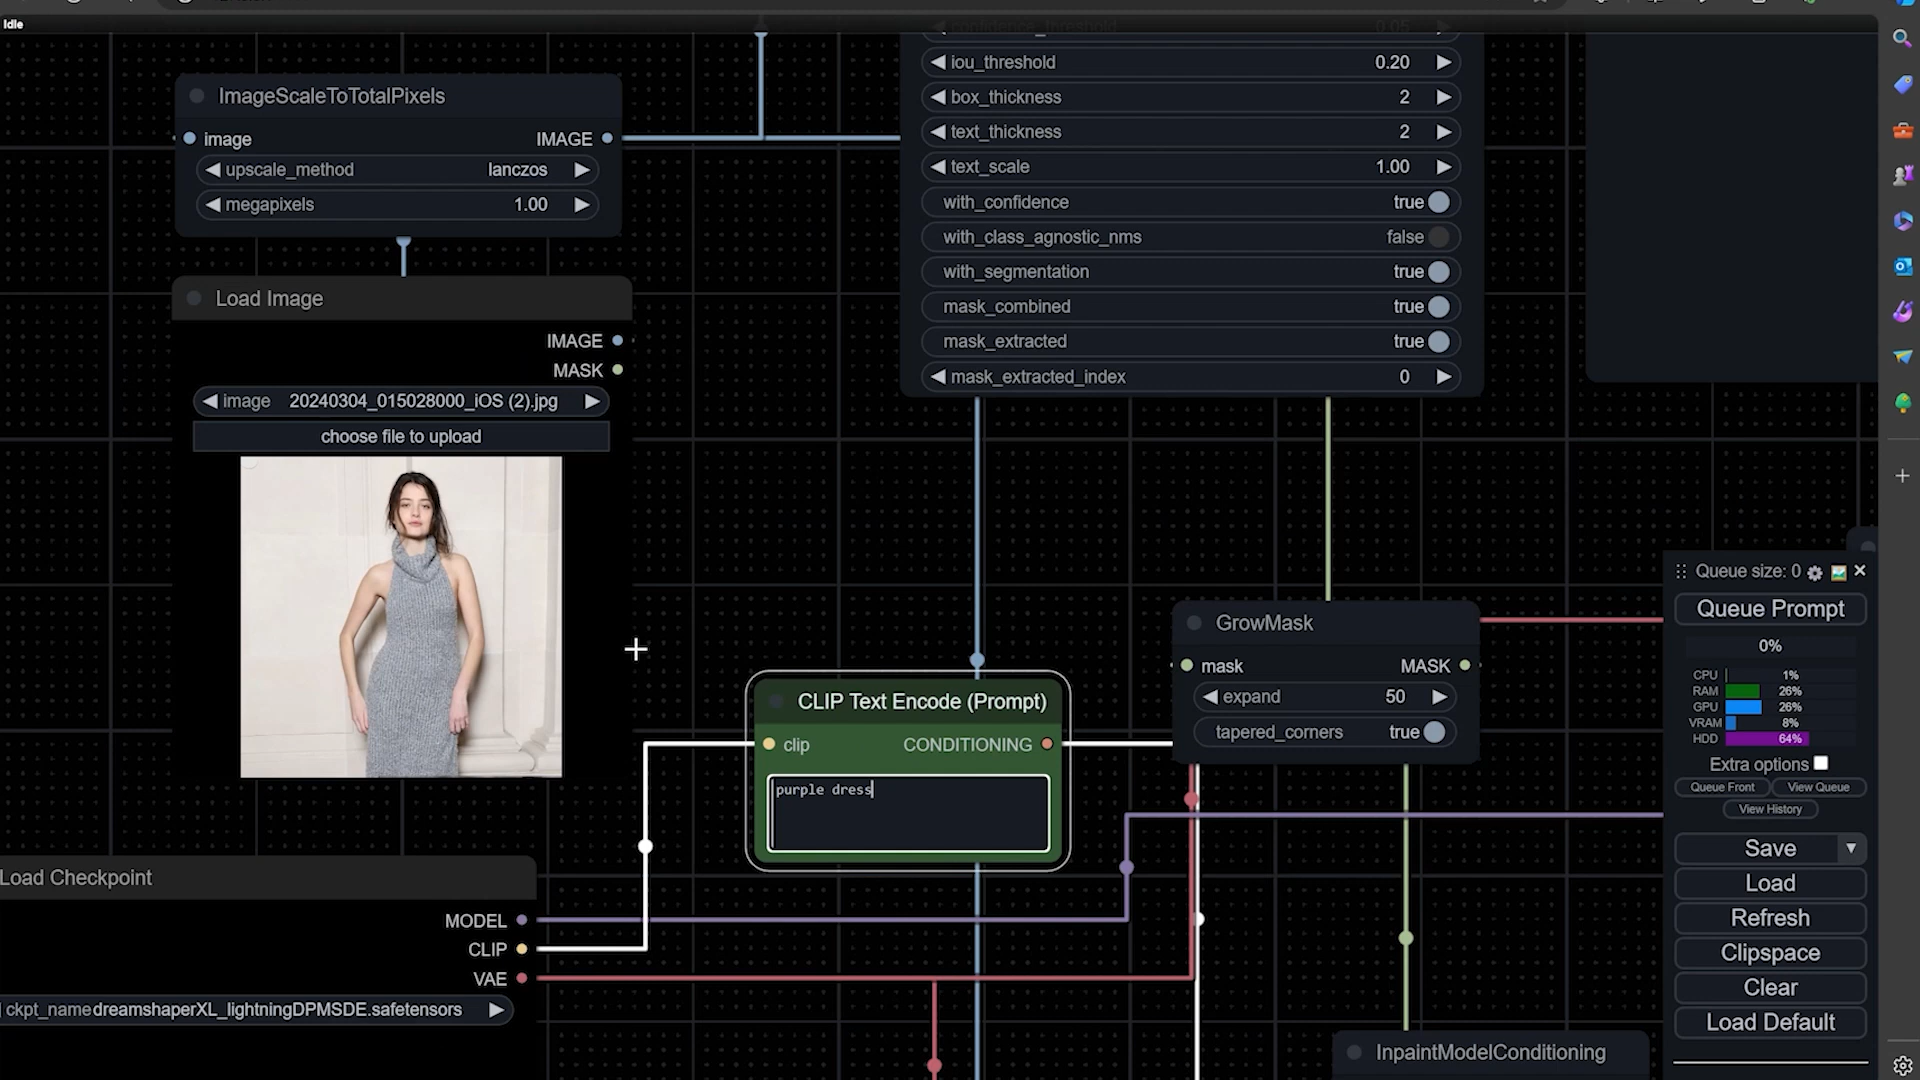 Idle
confidence_threshold 0.05
iou_threshold 0.20
box_thickness 2
text_thickness 2
text_scale 1.00
with_confidence true
with_class_agnostic_nms false
with_segmentation true
mask_combined true
mask_extracted true
mask_extracted_index 0
ImageScaleToTotalPixels
image IMAGE
upscale_method lanczos
megapixels 1.00
Load Image
IMAGE
MASK
image 20240304_015028000_iOS (2).jpg
choose file to upload
CLIP Text Encode (Prompt)
clip CONDITIONING
purple dress
GrowMask
mask MASK
expand 50
tapered_corners true
Load Checkpoint
MODEL
CLIP
VAE
ckpt_name dreamshaperXL_lightningDPMSDE.safetensors
InpaintModelConditioning
Queue size: 0
Queue Prompt
0%
CPU 1%
RAM 26%
GPU 26%
VRAM 8%
HDD 64%
Extra options
Queue Front View Queue
View History
Save
Load
Refresh
Clipspace
Clear
Load Default